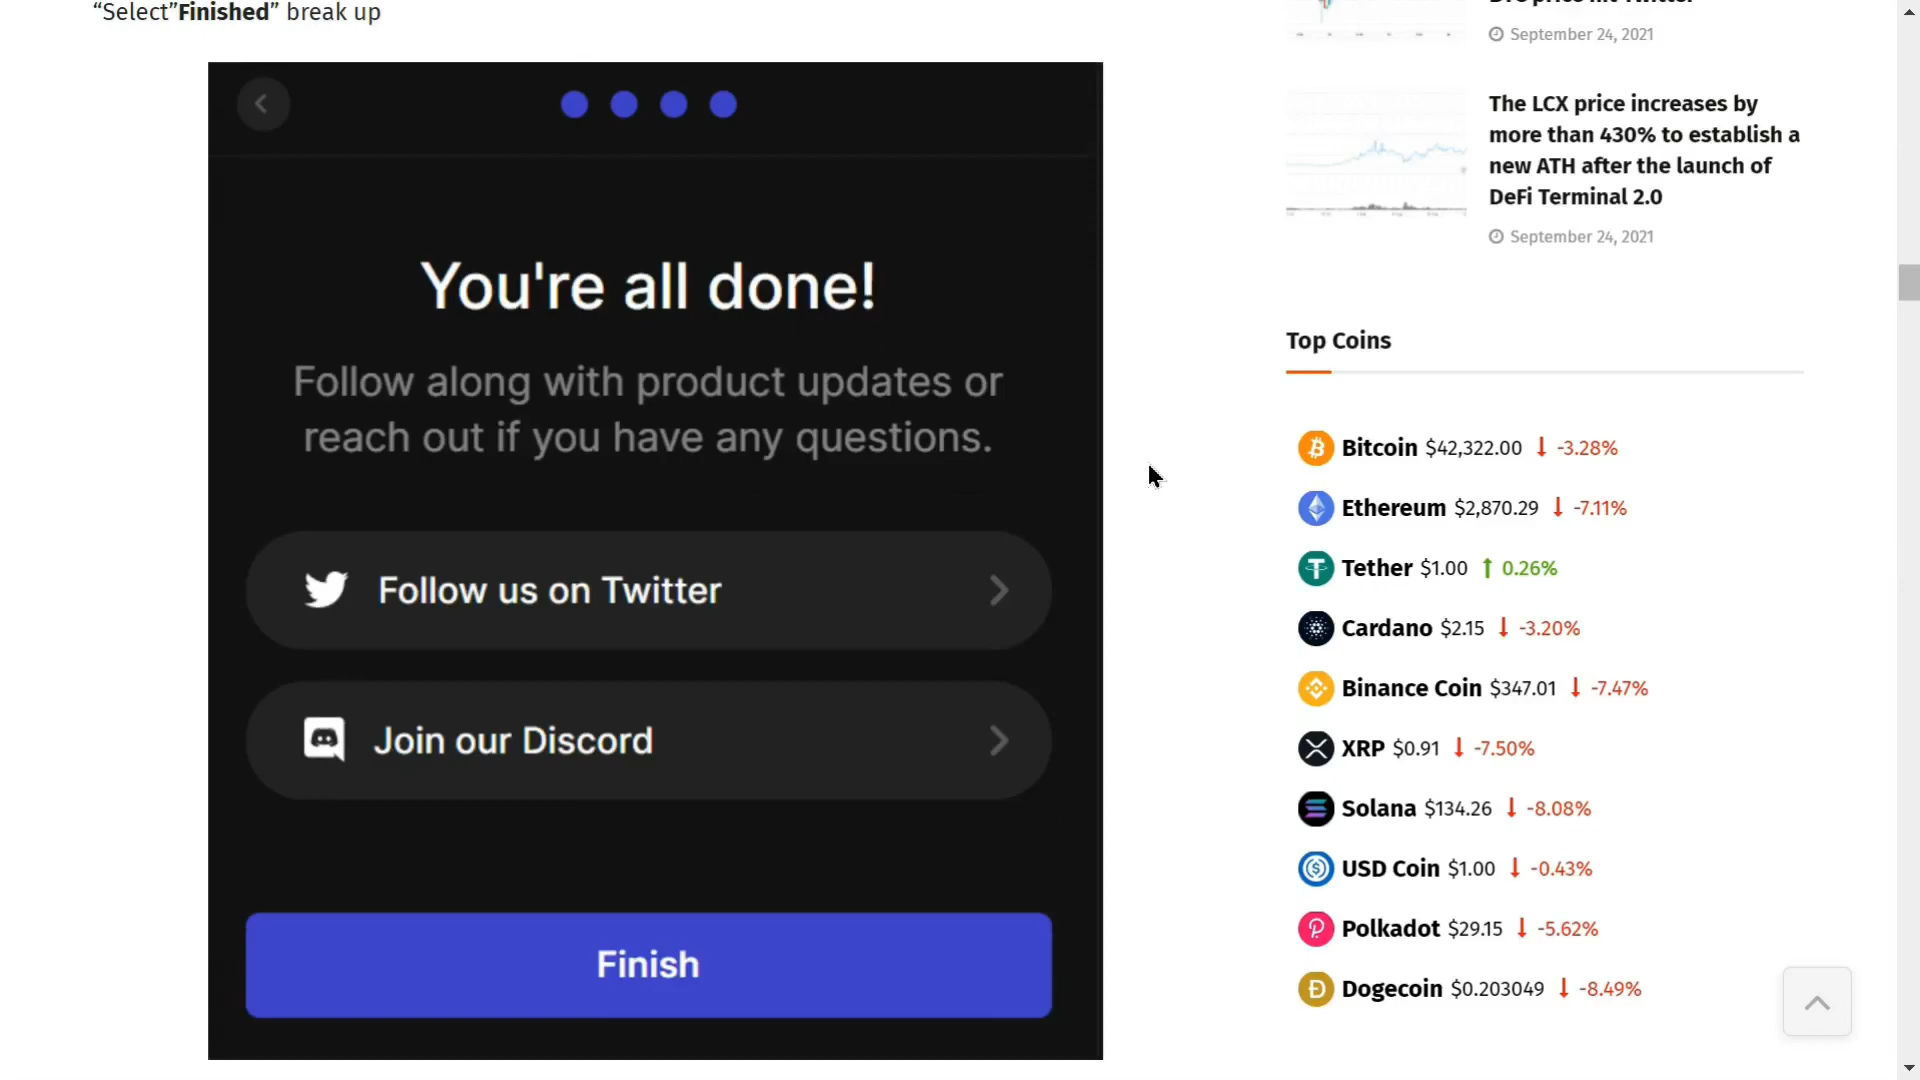 “Select”Finished” break up
You're all done!
Follow along with product updates or
reach out if you have any questions.
Follow us on Twitter
Join our Discord
Finish
September 24, 2021
The LCX price increases by
more than 430% to establish a
new ATH after the launch of
DeFi Terminal 2.0
September 24, 2021
Top Coins
Bitcoin $42,322.00 -3.28%
Ethereum $2,870.29 -7.11%
Tether $1.00 0.26%
Cardano $2.15 -3.20%
Binance Coin $347.01 -7.47%
XRP $0.91 -7.50%
Solana $134.26 -8.08%
USD Coin $1.00 -0.43%
Polkadot $29.15 -5.62%
Dogecoin $0.203049 -8.49%